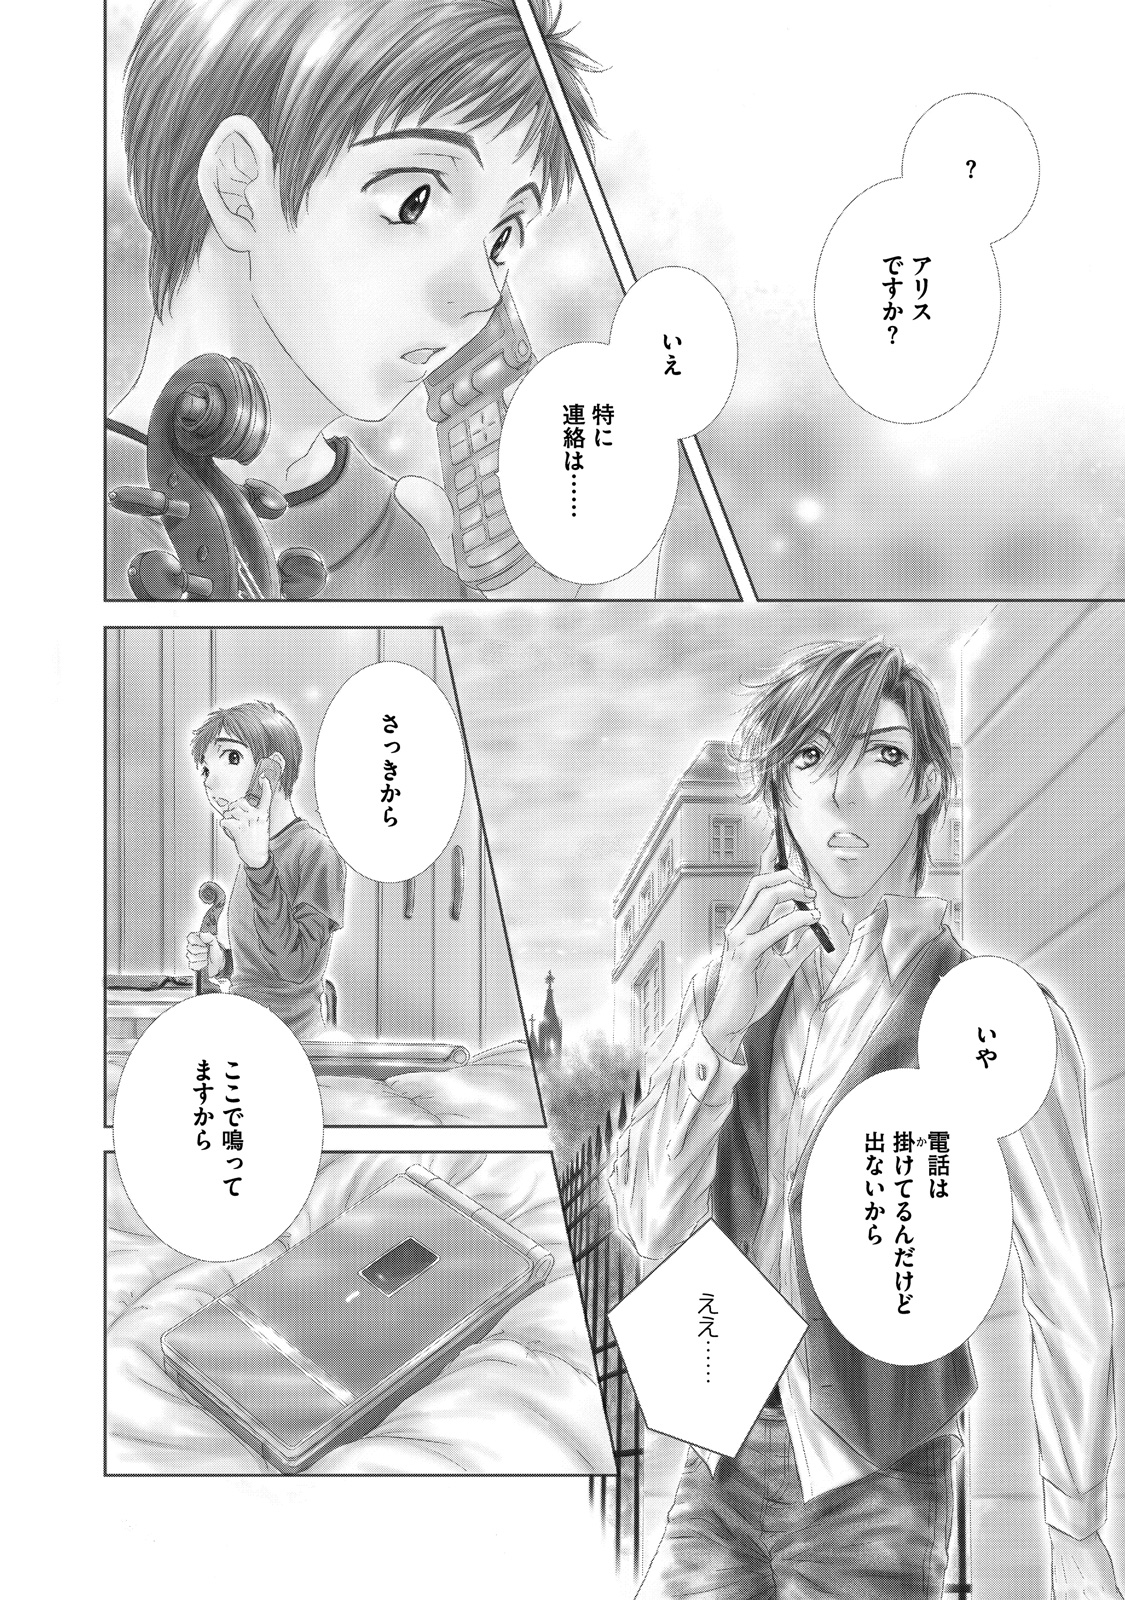 ？
アリス
ですか？
いえ
特に
連絡は……
いや
電話は
掛けてるんだけど
か
出ないから
ええ……
さっきから
ここで鳴って
ますから